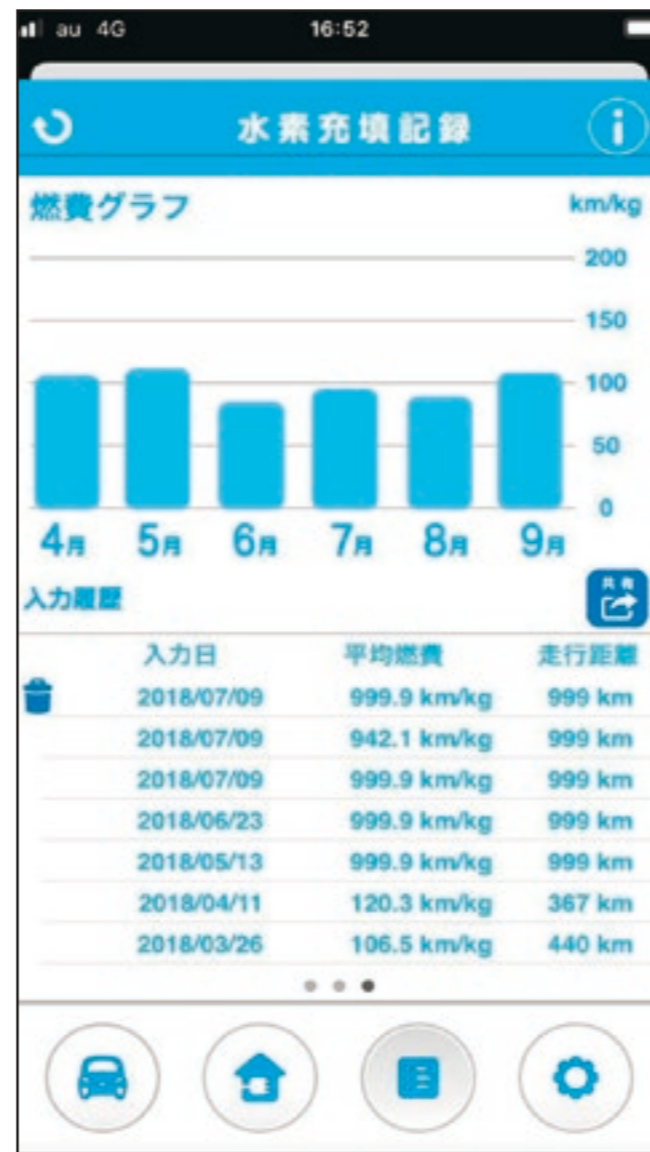 au 4G 16:52
水素充填記録
燃費グラフ km/kg
200
150
100
50
0
4月 5月 6月 7月 8月 9月
入力履歴 共有
入力日 平均燃費 走行距離
2018/07/09 999.9 km/kg 999 km
2018/07/09 942.1 km/kg 999 km
2018/07/09 999.9 km/kg 999 km
2018/06/23 999.9 km/kg 999 km
2018/05/13 999.9 km/kg 999 km
2018/04/11 120.3 km/kg 367 km
2018/03/26 106.5 km/kg 440 km